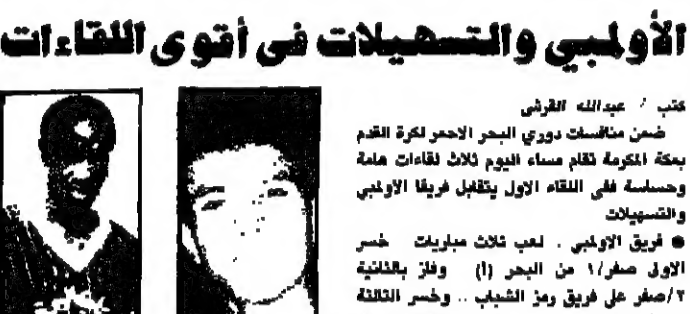 الأولمبي والتسهيلات في أقوى اللقاءات
كتب / عبدالله القرشي
ضمن منافسات دوري البحر الاحمر لكرة القدم
بمكة المكرمة تقام مساء اليوم ثلاث لقاءات هامة
وحساسة ففي اللقاء الاول يتقابل فريقا الاولمبي
والتسهيلات
● فريق الاولمبي . لعب ثلاث مباريات خسر
الاولى صفر/١ من البحر (أ) وفاز بالثانية
٢/صفر على فريق رمز الشباب .. وخسر الثالثة